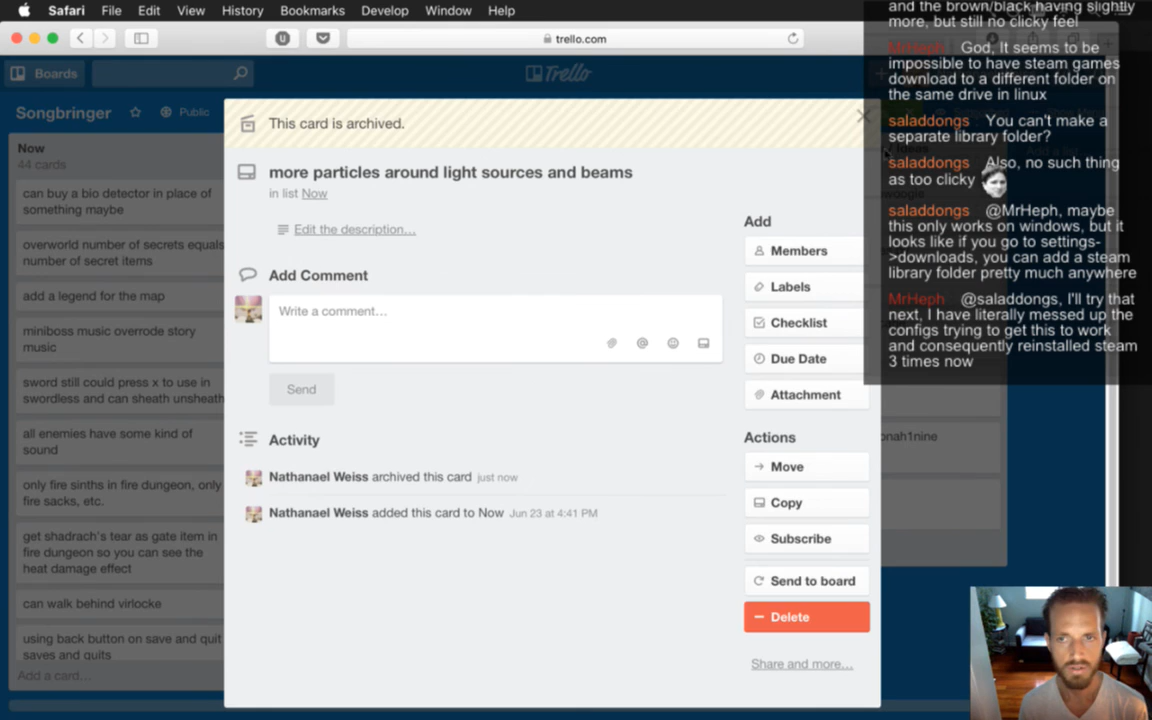 Safari File Edit View History Bookmarks Develop Window Help
trello.com
Boards
Trello
Songbringer
Public
Now
44 cards
can buy a bio detector in place of
something maybe
overworld number of secrets equals
number of secret items
add a legend for the map
miniboss music overrode story
music
sword still could press x to use in
swordless and can sheath unsheath
all enemies have some kind of
sound
only fire sinths in fire dungeon, only
fire sacks, etc.
get shadrach's tear as gate item in
fire dungeon so you can see the
heat damage effect
can walk behind virlocke
using back button on save and quit
saves and quits
Add a card...
This card is archived.
more particles around light sources and beams
in list Now
Edit the description...
Add Comment
Write a comment...
Send
Activity
Nathanael Weiss archived this card just now
Nathanael Weiss added this card to Now Jun 23 at 4:41 PM
Add
Members
Labels
Checklist
Due Date
Attachment
Actions
Move
Copy
Subscribe
Send to board
Delete
Share and more...
onah1nine
and the brown/black having slightly
more, but still no clicky feel
MrHeph God, It seems to be
impossible to have steam games
download to a different folder on
the same drive in linux
saladdongs You can't make a
separate library folder?
saladdongs Also, no such thing
as too clicky
saladdongs @MrHeph, maybe
this only works on windows, but it
looks like if you go to settings-
>downloads, you can add a steam
library folder pretty much anywhere
MrHeph @saladdongs, I'll try that
next, I have literally messed up the
configs trying to get this to work
and consequently reinstalled steam
3 times now